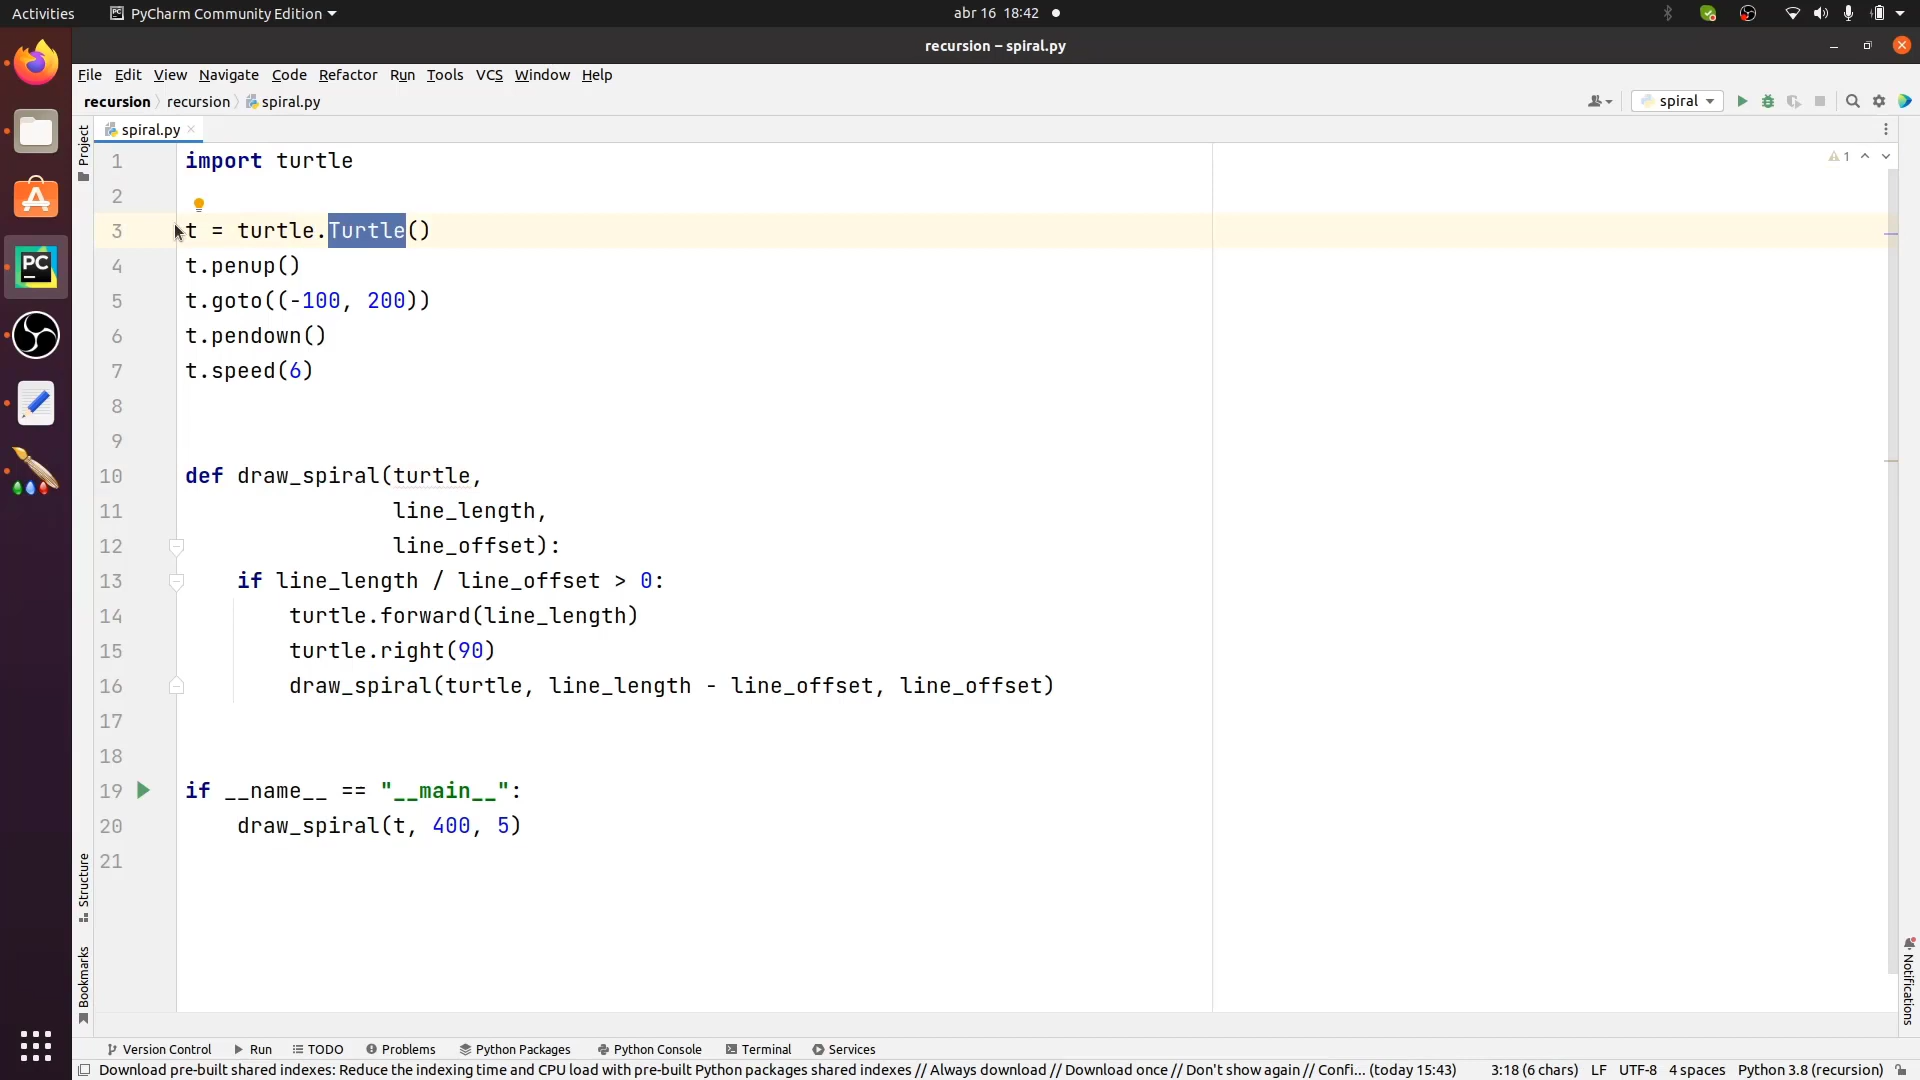 Activities PyCharm Community Edition abr 16 18:42
recursion – spiral.py
File Edit View Navigate Code Refactor Run Tools VCS Window Help
recursion recursion spiral.py spiral
Project
spiral.py
1 import turtle 1
2
3 t = turtle.Turtle()
4 t.penup()
5 t.goto((-100, 200))
6 t.pendown()
7 t.speed(6)
8
9
10 def draw_spiral(turtle,
11 line_length,
12 line_offset):
13 if line_length / line_offset > 0:
14 turtle.forward(line_length)
15 turtle.right(90)
16 draw_spiral(turtle, line_length - line_offset, line_offset)
17
18
19 if __name__ == "__main__":
20 draw_spiral(t, 400, 5)
21
Structure
Bookmarks
Notifications
PC
Version Control Run TODO Problems Python Packages Python Console Terminal Services
Download pre-built shared indexes: Reduce the indexing time and CPU load with pre-built Python packages shared indexes // Always download // Download once // Don't show again // Confi... (today 15:43) 3:18 (6 chars) LF UTF-8 4 spaces Python 3.8 (recursion)